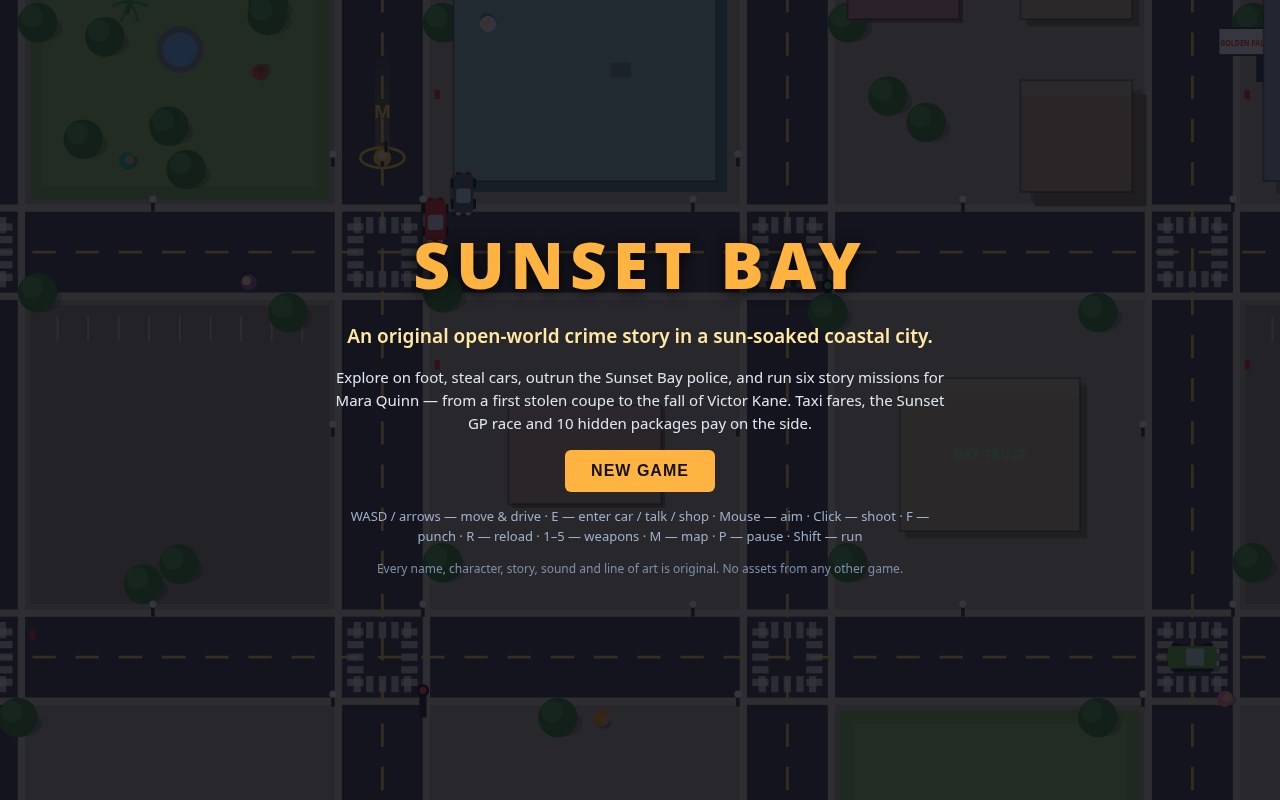 GOLDEN PAL
M
SUNSET BAY
An original open-world crime story in a sun-soaked coastal city.
Explore on foot, steal cars, outrun the Sunset Bay police, and run six story missions for
Mara Quinn — from a first stolen coupe to the fall of Victor Kane. Taxi fares, the Sunset
GP race and 10 hidden packages pay on the side.
BAY TRUST
NEW GAME
WASD / arrows — move & drive · E — enter car / talk / shop · Mouse — aim · Click — shoot · F —
punch · R — reload · 1–5 — weapons · M — map · P — pause · Shift — run
Every name, character, story, sound and line of art is original. No assets from any other game.